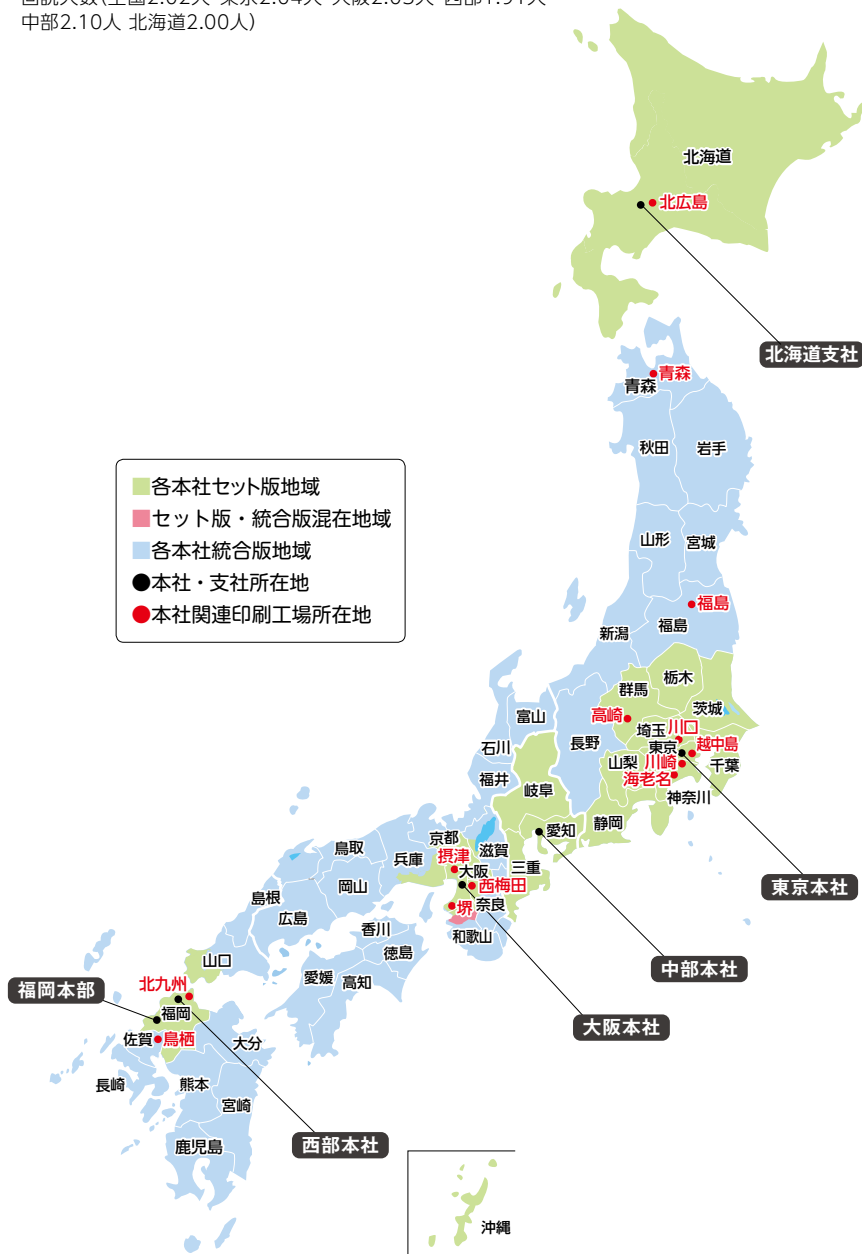 中部2.10人 北海道2.00人)
北海道
北広島
北海道支社
青森
青森
秋田
岩手
各本社セット版地域
セット版・統合版混在地域
各本社統合版地域
本社・支社所在地
本社関連印刷工場所在地
山形
宮城
福島
福島
新潟
栃木
群馬
茨城
高崎
埼玉
川口
富山
長野
東京
越中島
石川
山梨
川崎
千葉
福井
海老名
岐阜
神奈川
静岡
愛知
京都
滋賀
鳥取
兵庫
摂津
大阪
三重
岡山
西梅田
東京本社
島根
堺
奈良
広島
香川
和歌山
徳島
山口
中部本社
愛媛
高知
北九州
福岡本部
福岡
大阪本社
佐賀
鳥栖
大分
長崎
熊本
宮崎
鹿児島
西部本社
沖縄